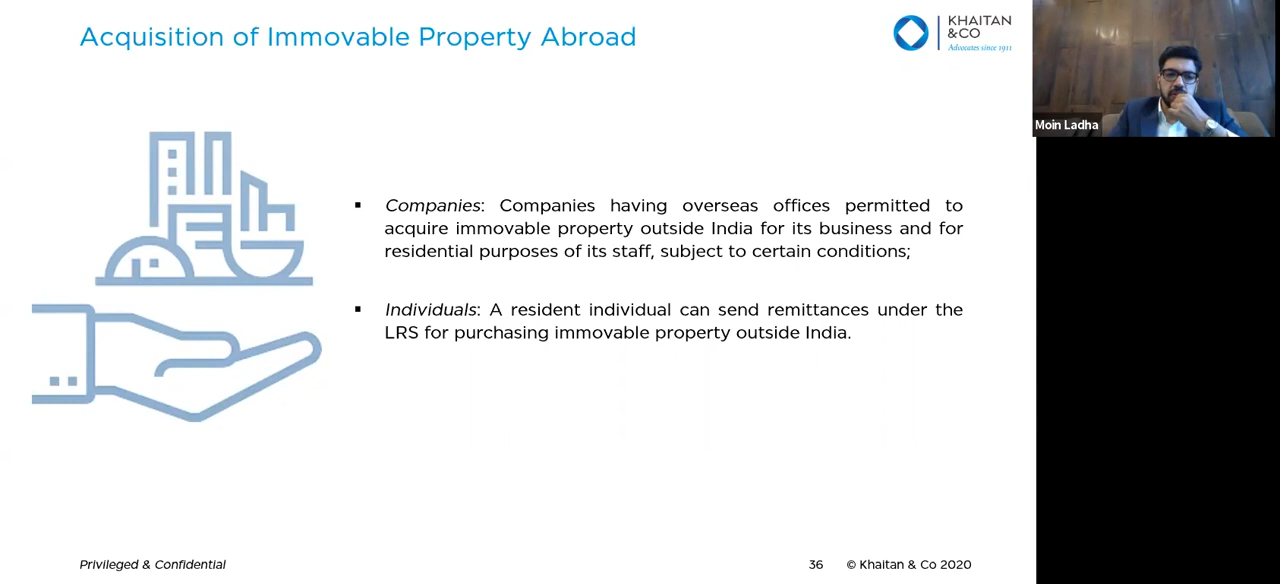 Acquisition of Immovable Property Abroad
KHAITAN
&CO
Advocates since 1911
Moin Ladha
▪ Companies: Companies having overseas offices permitted to
acquire immovable property outside India for its business and for
residential purposes of its staff, subject to certain conditions;
▪ Individuals: A resident individual can send remittances under the
LRS for purchasing immovable property outside India.
Privileged & Confidential
36
© Khaitan & Co 2020